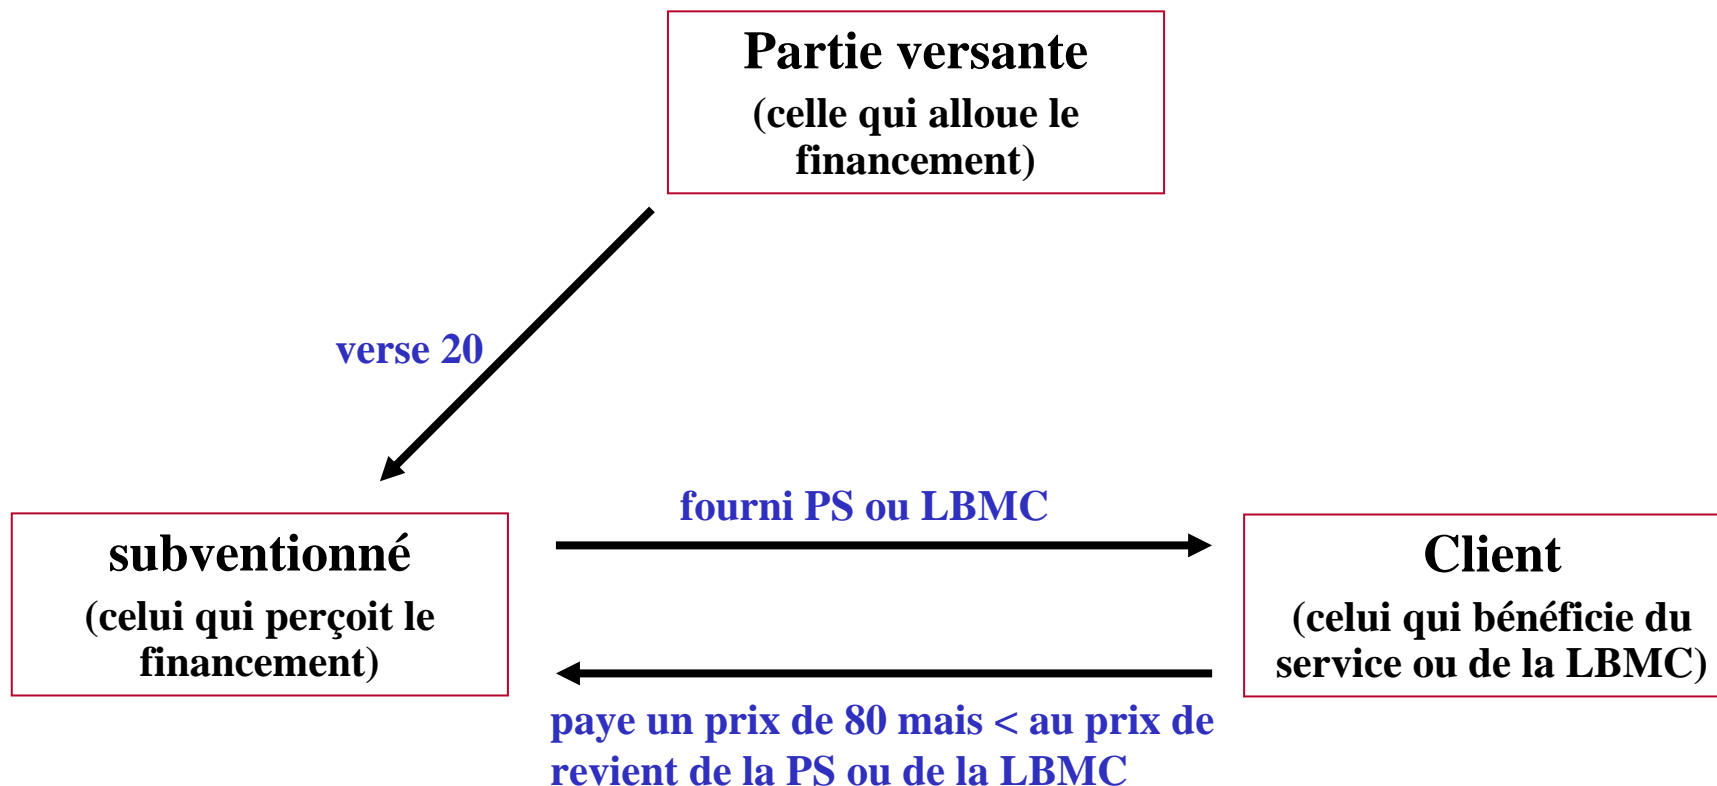 Partie versante
(celle qui alloue le
financement)
verse 20
fourni PS ou LBMC
subventionné
(celui qui perçoit le
financement)
Client
(celui qui bénéficie du
service ou de la LBMC)
paye un prix de 80 mais < au prix de
revient de la PS ou de la LBMC